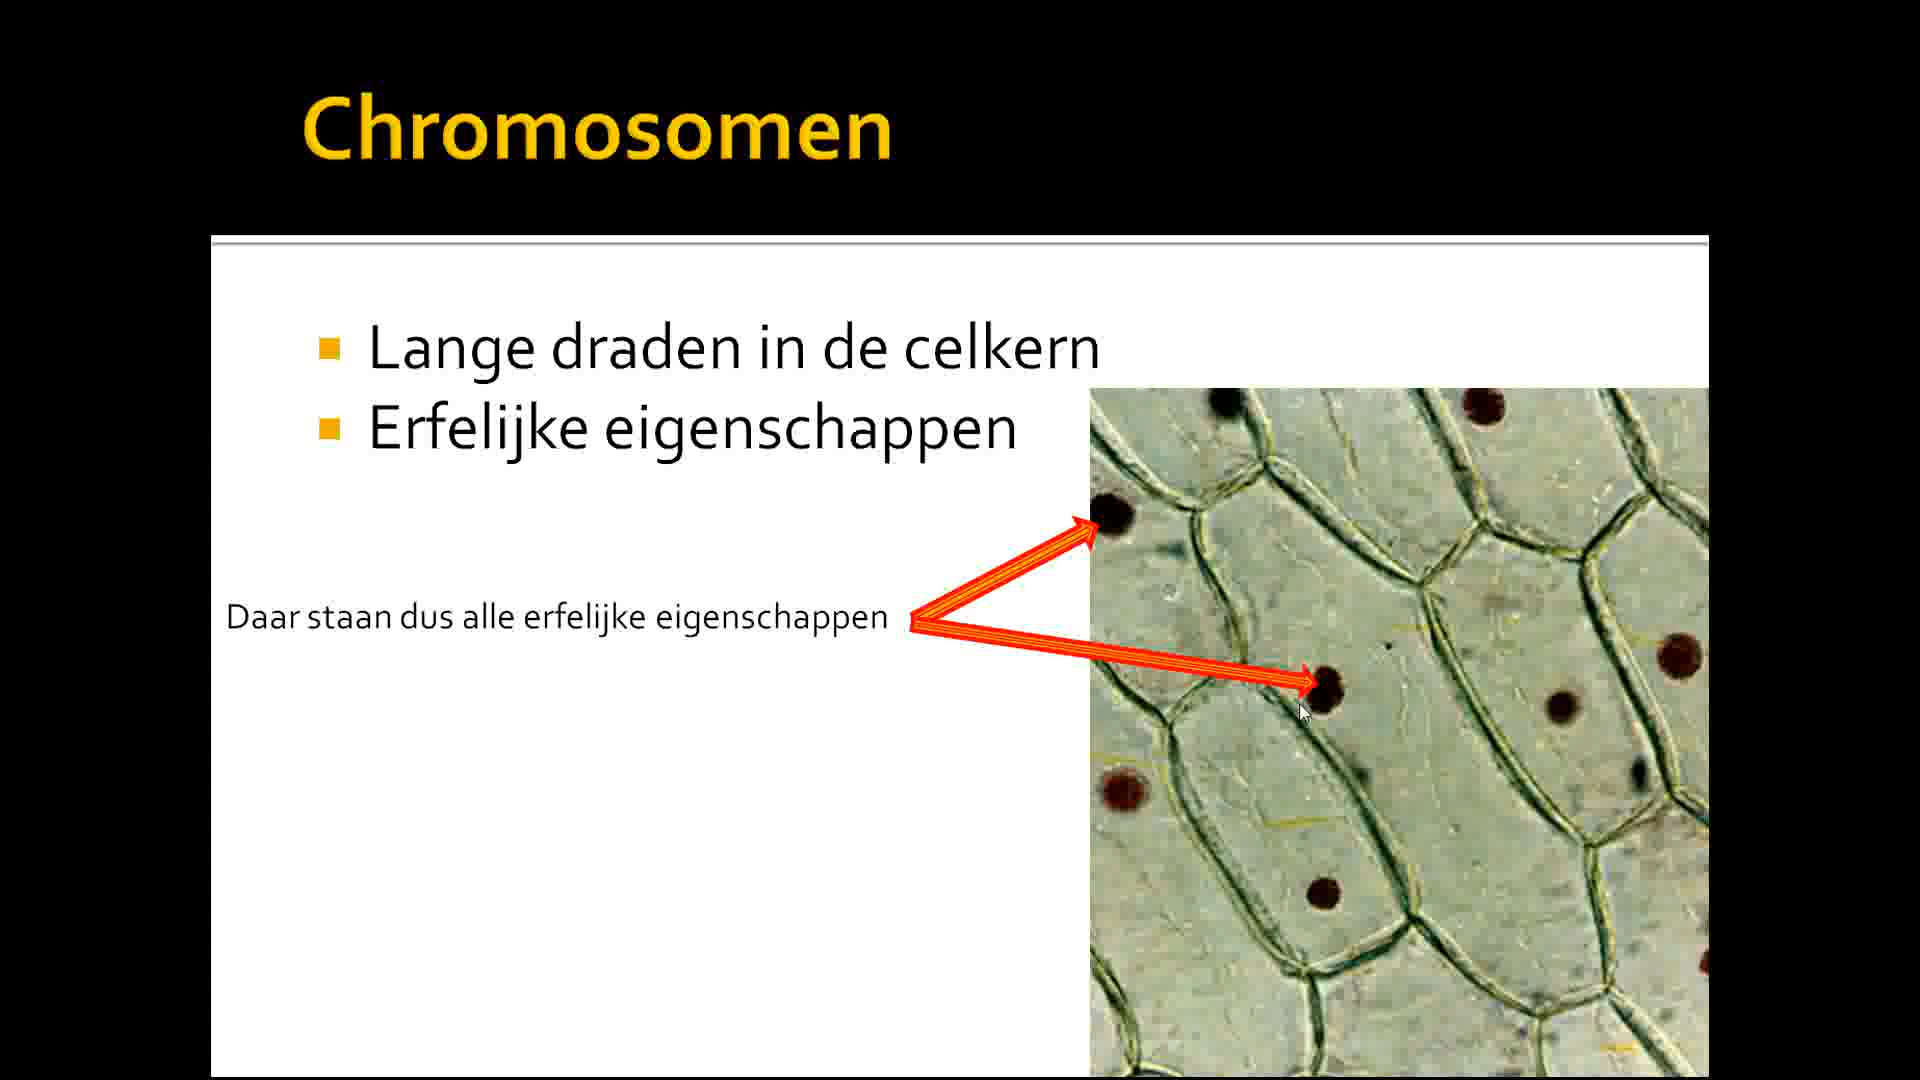 Chromosomen
Lange draden in de celkern
Erfelijke eigenschappen
Daar staan dus alle erfelijke eigenschappen